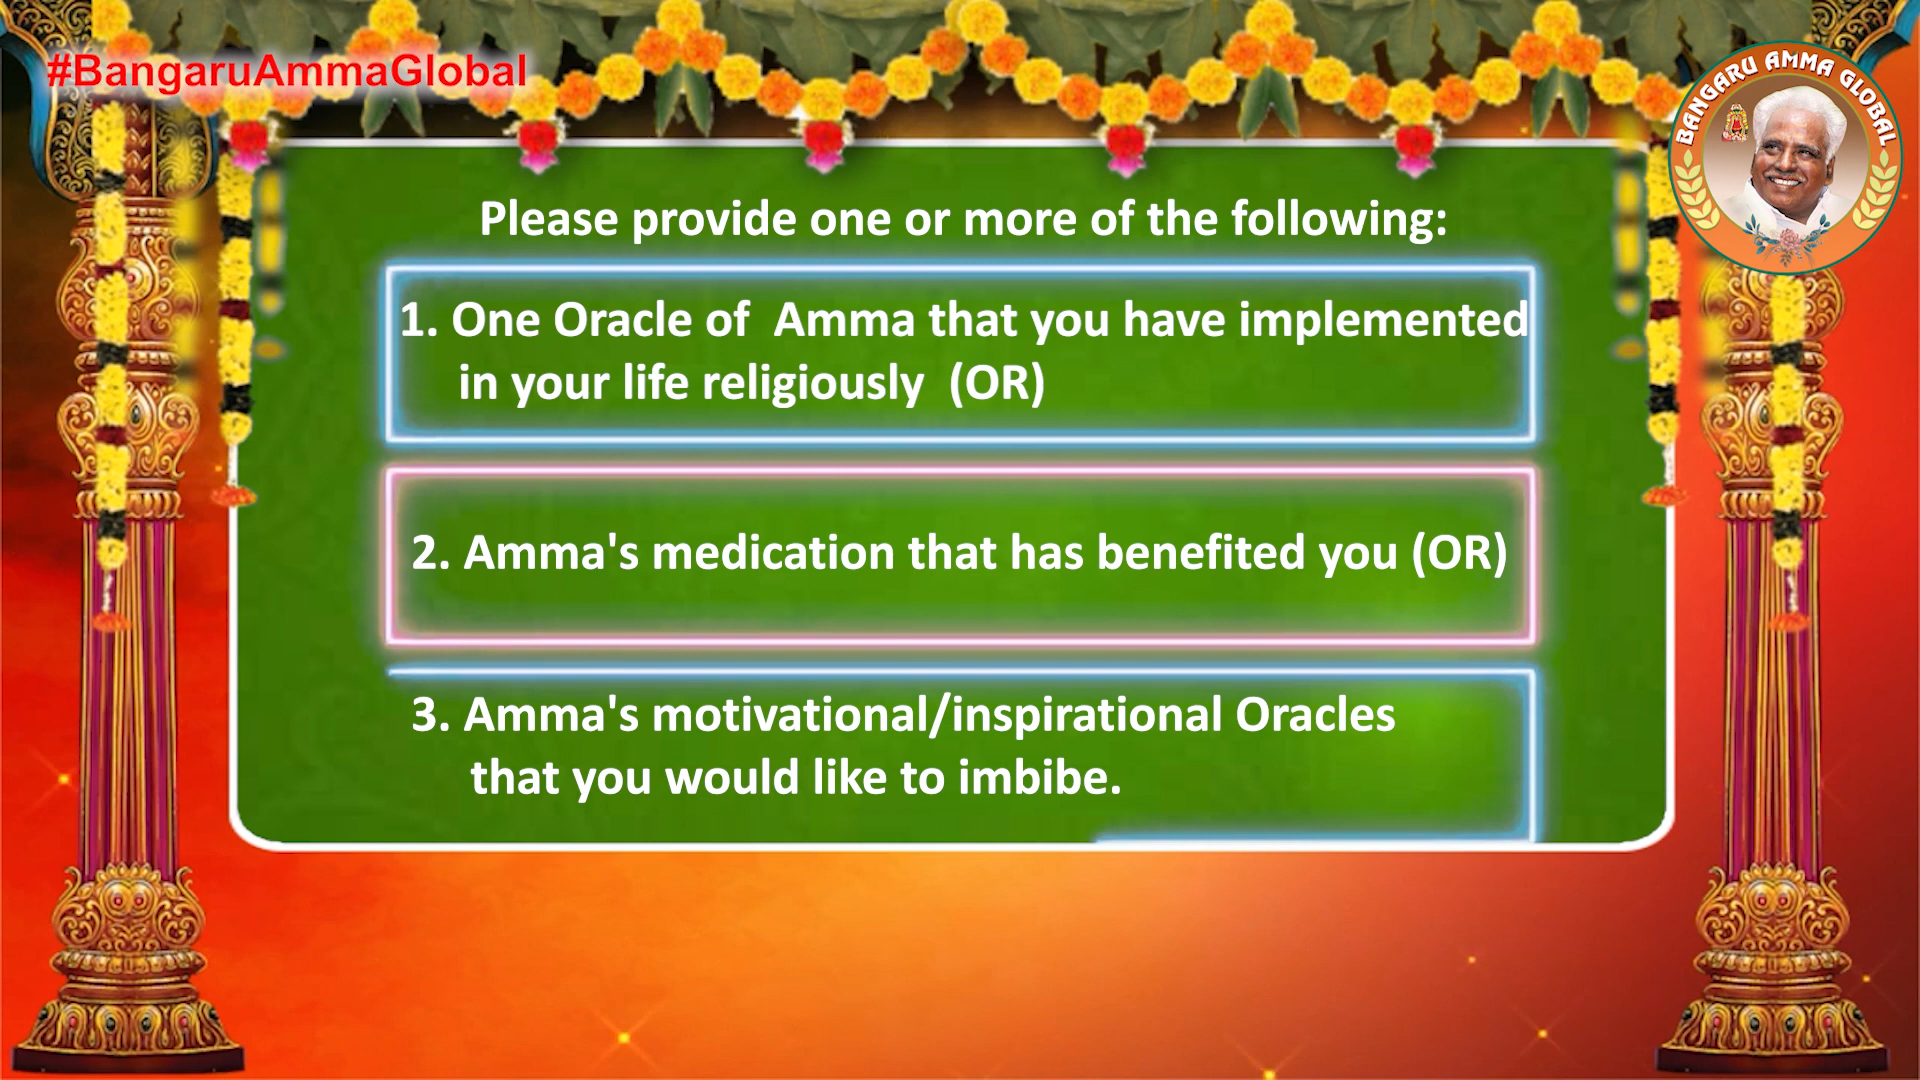 #BangaruAmmaGlobal
BANGARU AMMA GLOBAL
Please provide one or more of the following:
1. One Oracle of  Amma that you have implemented
in your life religiously  (OR)
2. Amma's medication that has benefited you (OR)
3. Amma's motivational/inspirational Oracles
that you would like to imbibe.